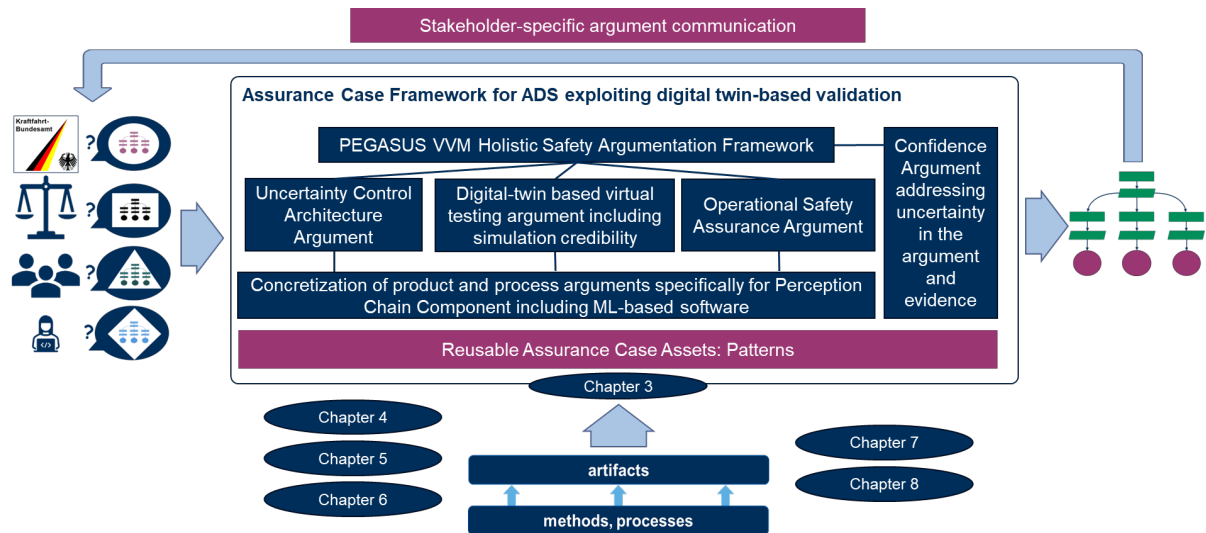 Stakeholder-specific argument communication
Assurance Case Framework for ADS exploiting digital twin-based validation
Kraftfahrt-
Bundesamt
?
?
?
?
PEGASUS VVM Holistic Safety Argumentation Framework
Uncertainty Control
Architecture
Argument
Digital-twin based virtual
testing argument including
simulation credibility
Operational Safety
Assurance Argument
Confidence
Argument
addressing
uncertainty
in the
argument
and
evidence
Concretization of product and process arguments specifically for Perception
Chain Component including ML-based software
Reusable Assurance Case Assets: Patterns
Chapter 3
Chapter 4
Chapter 5
Chapter 6
Chapter 7
Chapter 8
artifacts
methods, processes